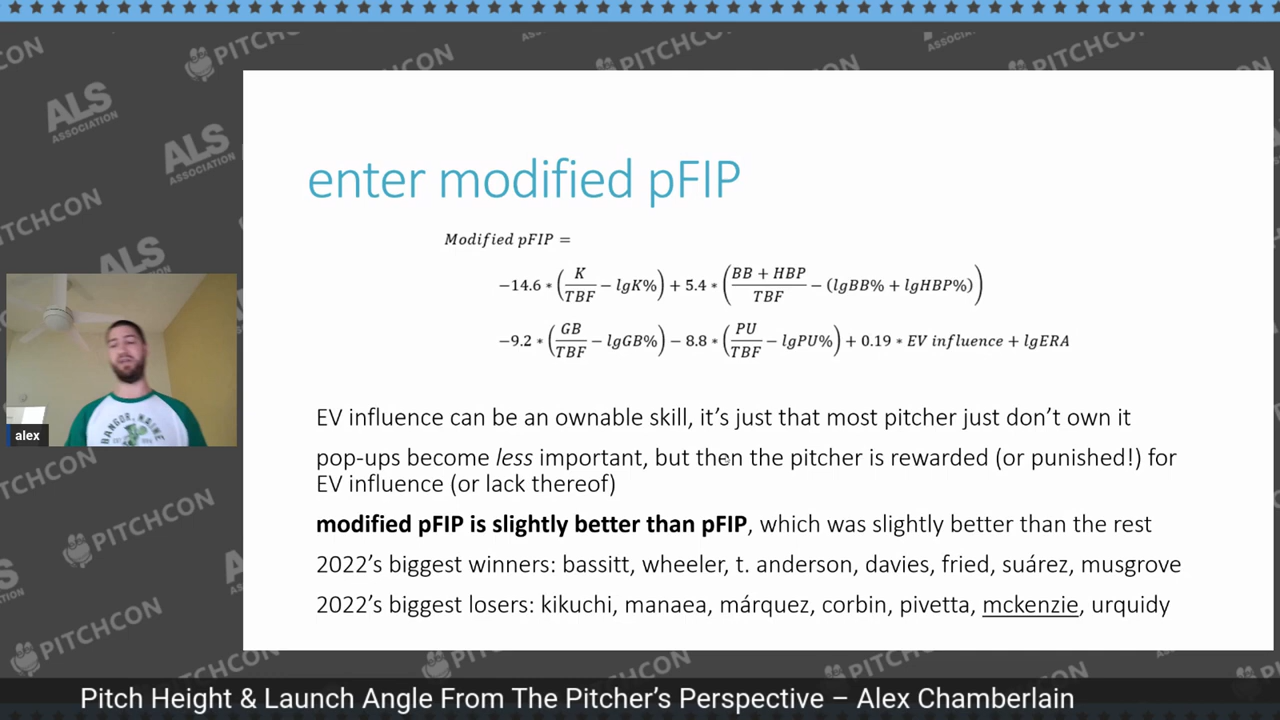 enter modified pFIP
Modified pFIP =
−14.6 * (K/TBF − lgK%) + 5.4 * (BB + HBP/TBF − (lgBB% + lgHBP%))
−9.2 * (GB/TBF − lgGB%) − 8.8 * (PU/TBF − lgPU%) + 0.19 * EV influence + lgERA
EV influence can be an ownable skill, it's just that most pitcher just don't own it
pop-ups become less important, but then the pitcher is rewarded (or punished!) for
EV influence (or lack thereof)
modified pFIP is slightly better than pFIP, which was slightly better than the rest
2022's biggest winners: bassitt, wheeler, t. anderson, davies, fried, suárez, musgrove
2022's biggest losers: kikuchi, manaea, márquez, corbin, pivetta, mckenzie, urquidy
BANGOR, MAINE
alex
PITCHCON
ALS
ASSOCIATION
Pitch Height & Launch Angle From The Pitcher's Perspective – Alex Chamberlain